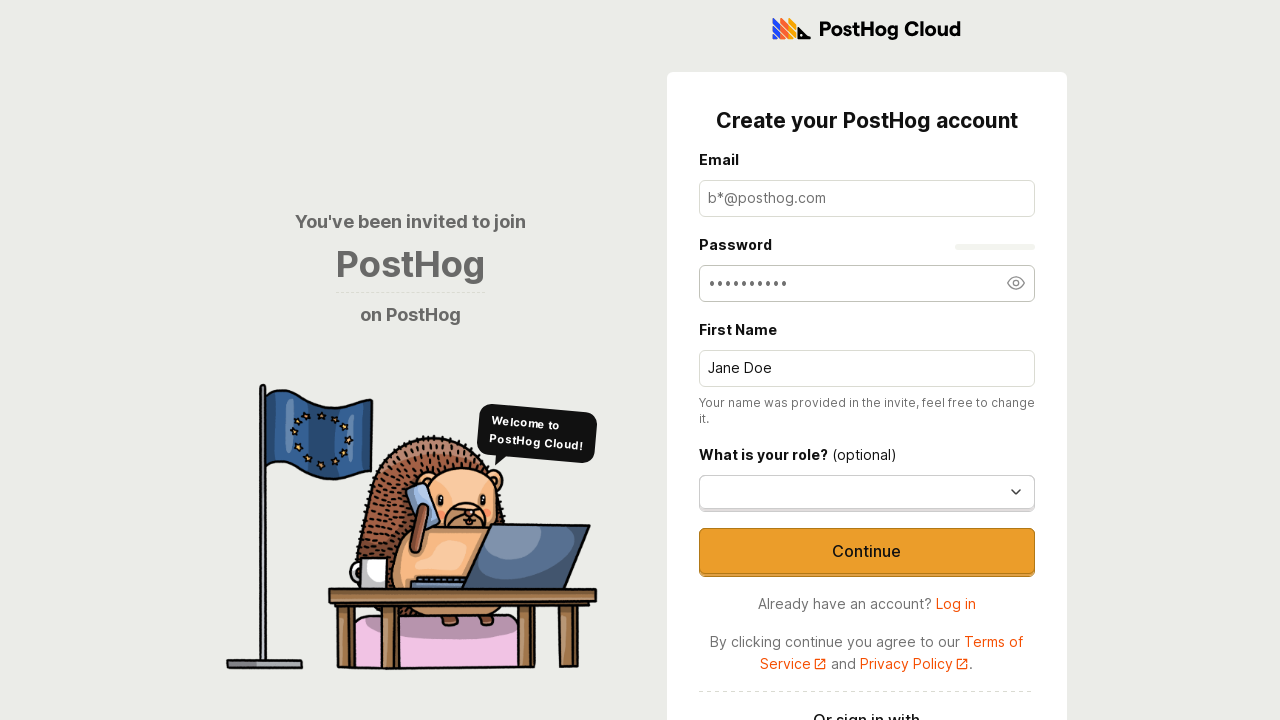 PostHog Cloud
You've been invited to join
PostHog
on PostHog
Welcome to
PostHog Cloud!
Create your PostHog account
Email
b*@posthog.com
Password
••••••••••
First Name
Jane Doe
Your name was provided in the invite, feel free to change
it.
What is your role? (optional)
Continue
Already have an account? Log in
By clicking continue you agree to our Terms of
Service and Privacy Policy.
Or sign in with